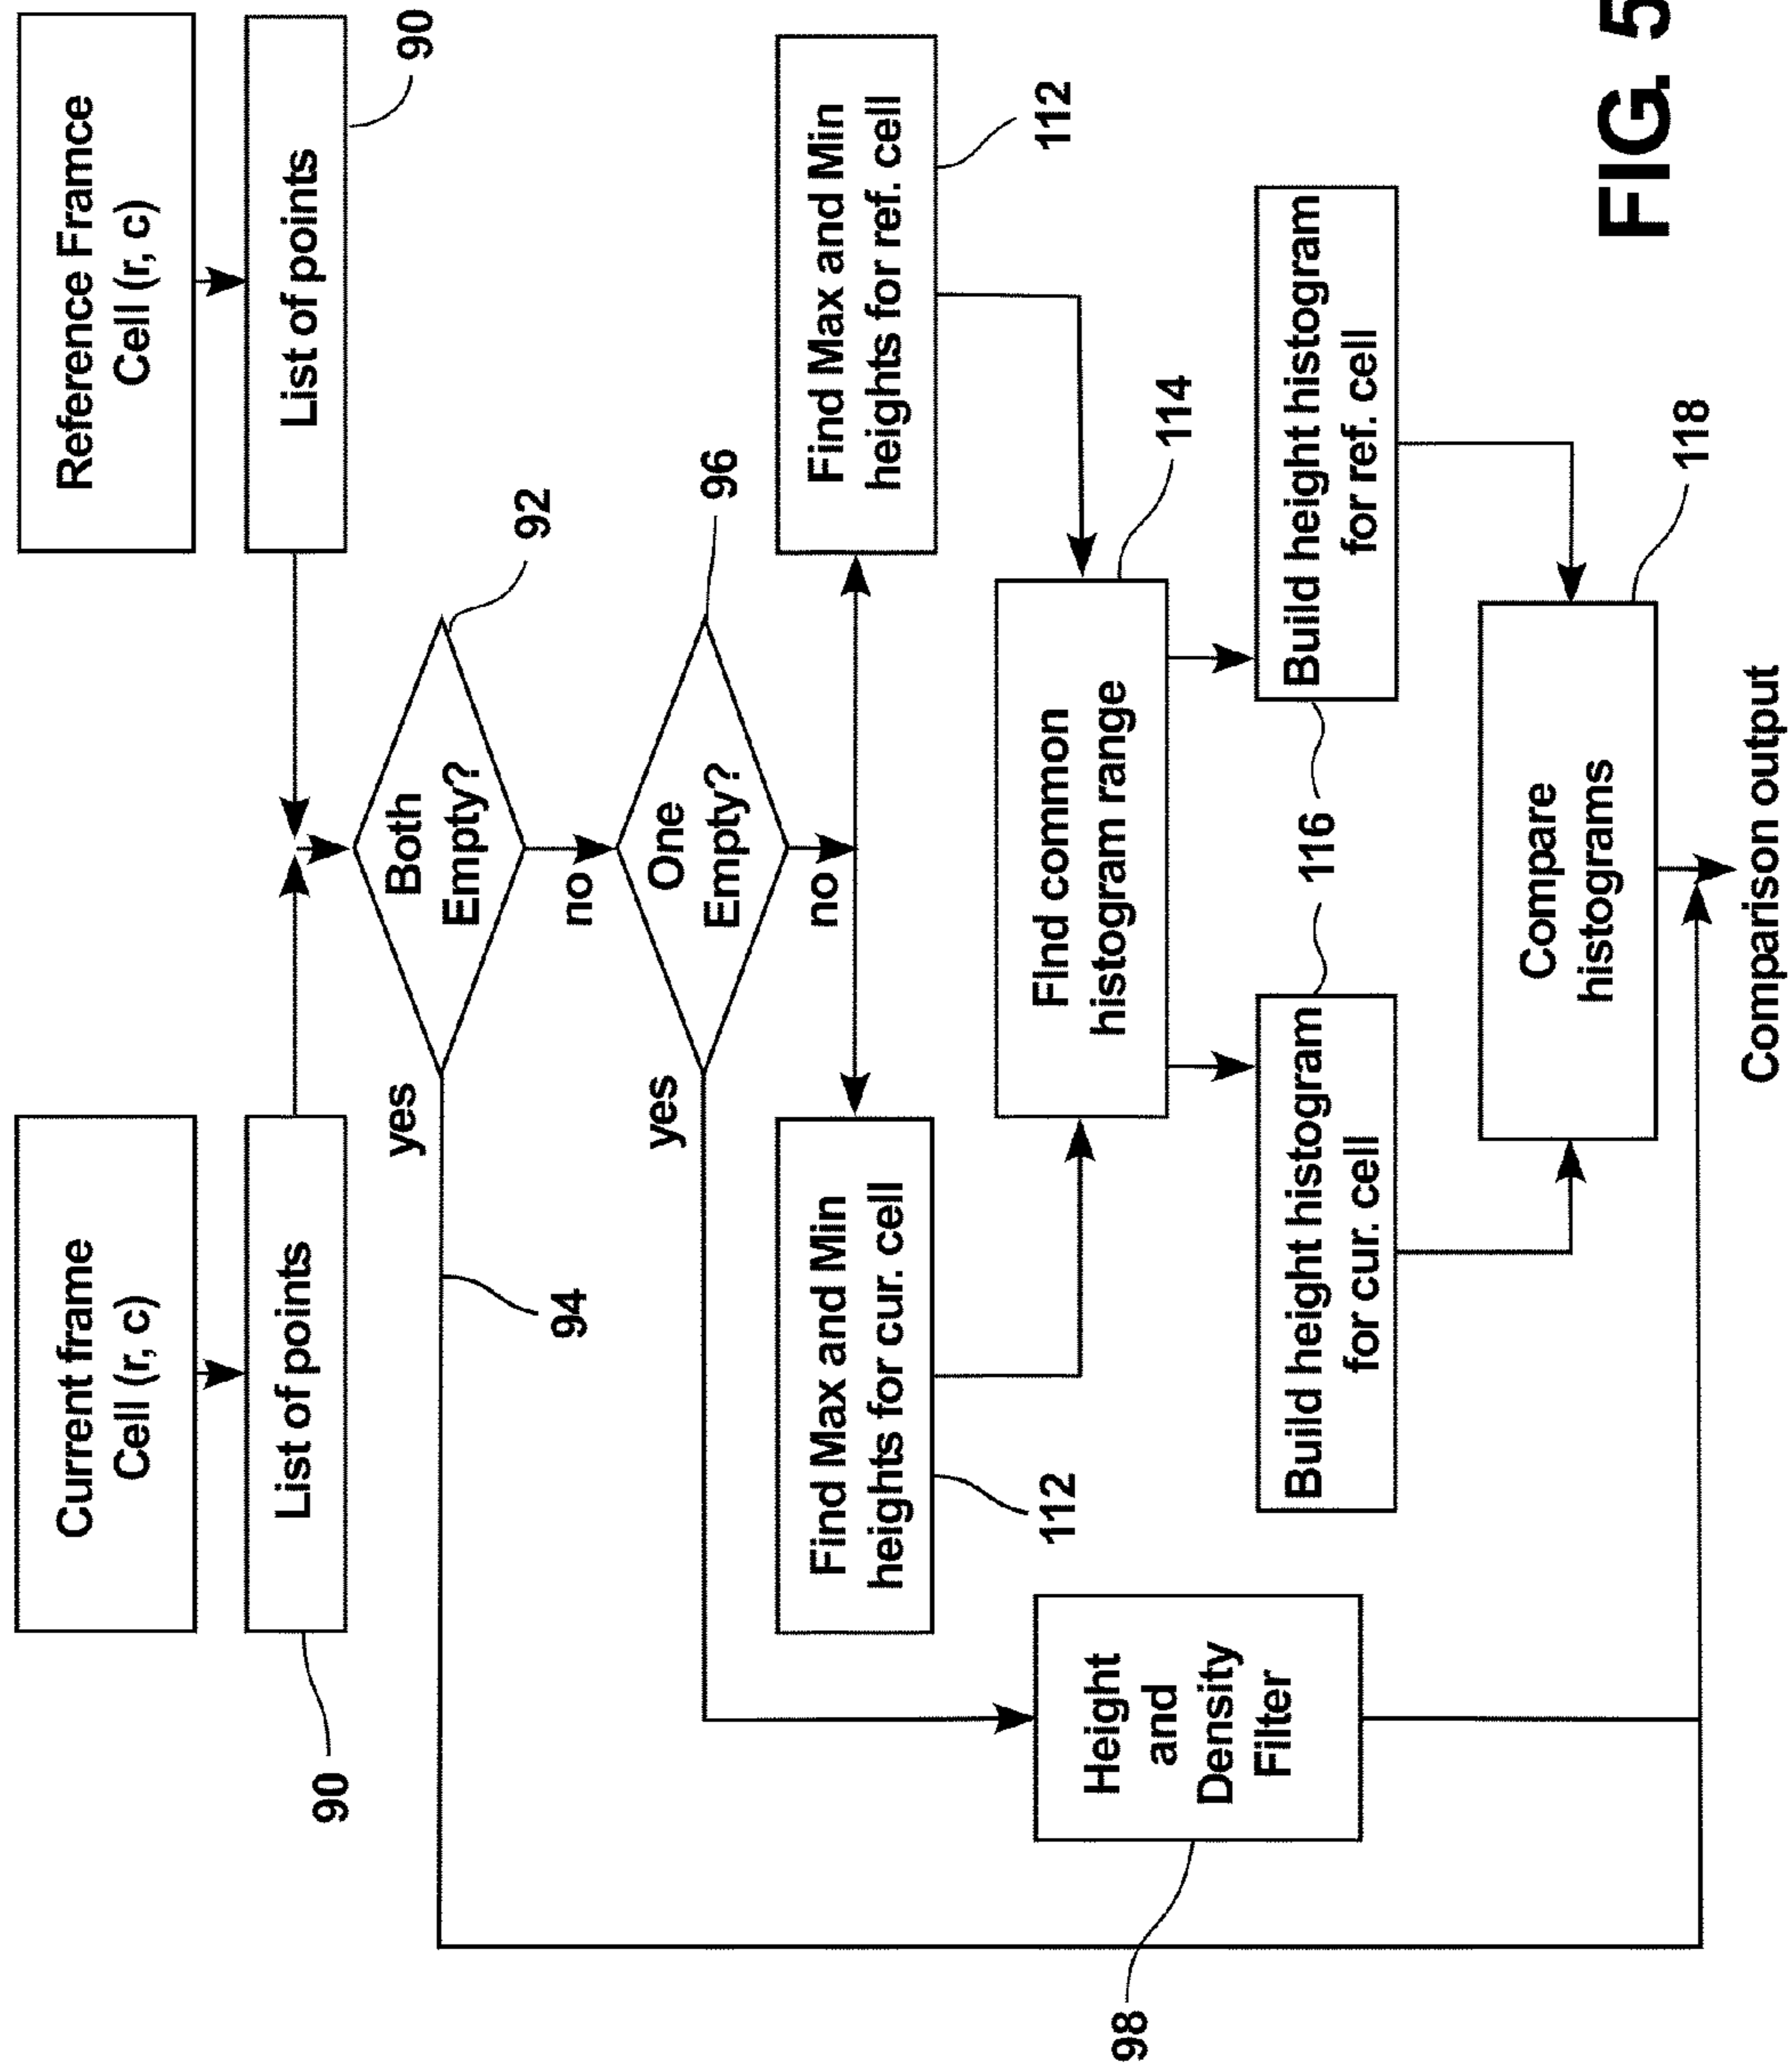 Current frame
Cell (r, c)
Reference Frame
Cell (r, c)
List of points
List of points
90
90
Both
Empty?
92
yes
94
no
One
Empty?
96
yes
no
Find Max and Min
heights for cur. cell
112
Find Max and Min
heights for ref. cell
112
Height
and
Density
Filter
98
FInd common
histogram range
114
Build height histogram
for cur. cell
116
Build height histogram
for ref. cell
Compare
histograms
118
Comparison output
FIG. 5